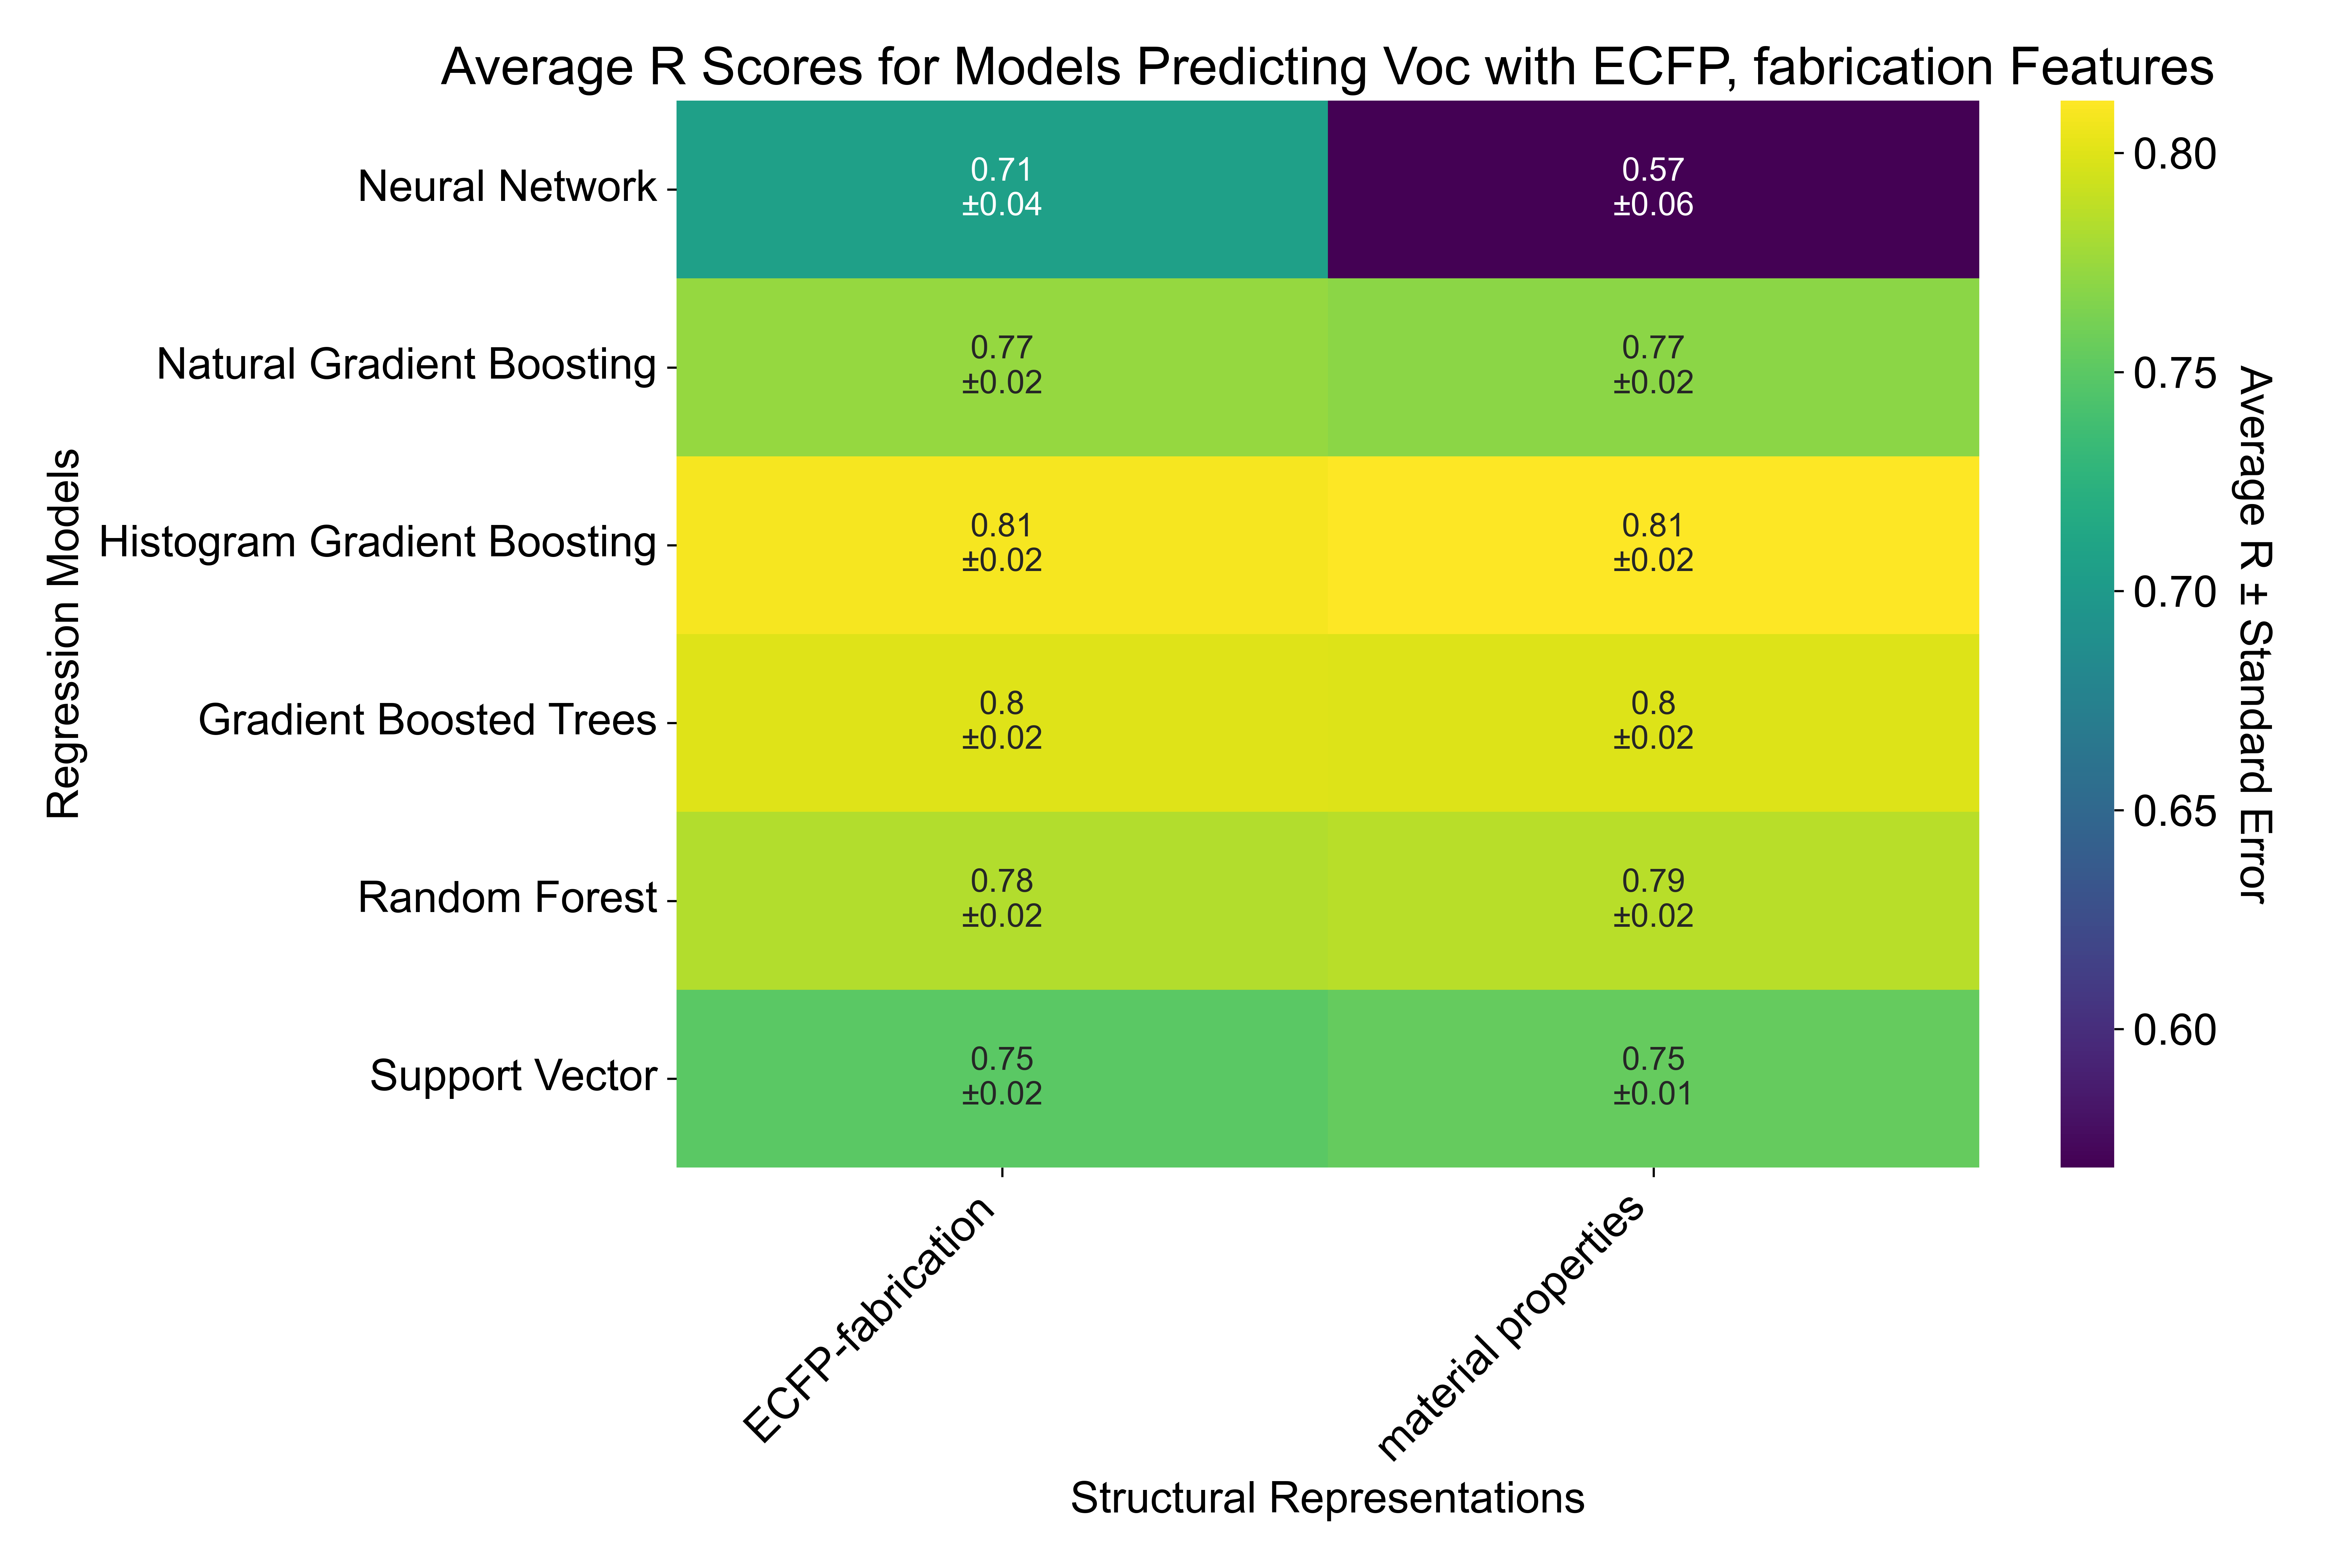 Average R Scores for Models Predicting Voc with ECFP, fabrication Features
Regression Models
Neural Network
Natural Gradient Boosting
Histogram Gradient Boosting
Gradient Boosted Trees
Random Forest
Support Vector
0.71
±0.04
0.57
±0.06
0.77
±0.02
0.77
±0.02
0.81
±0.02
0.81
±0.02
0.8
±0.02
0.8
±0.02
0.78
±0.02
0.79
±0.02
0.75
±0.02
0.75
±0.01
ECFP-fabrication
material properties
Structural Representations
0.80
0.75
0.70
0.65
0.60
Average R ± Standard Error